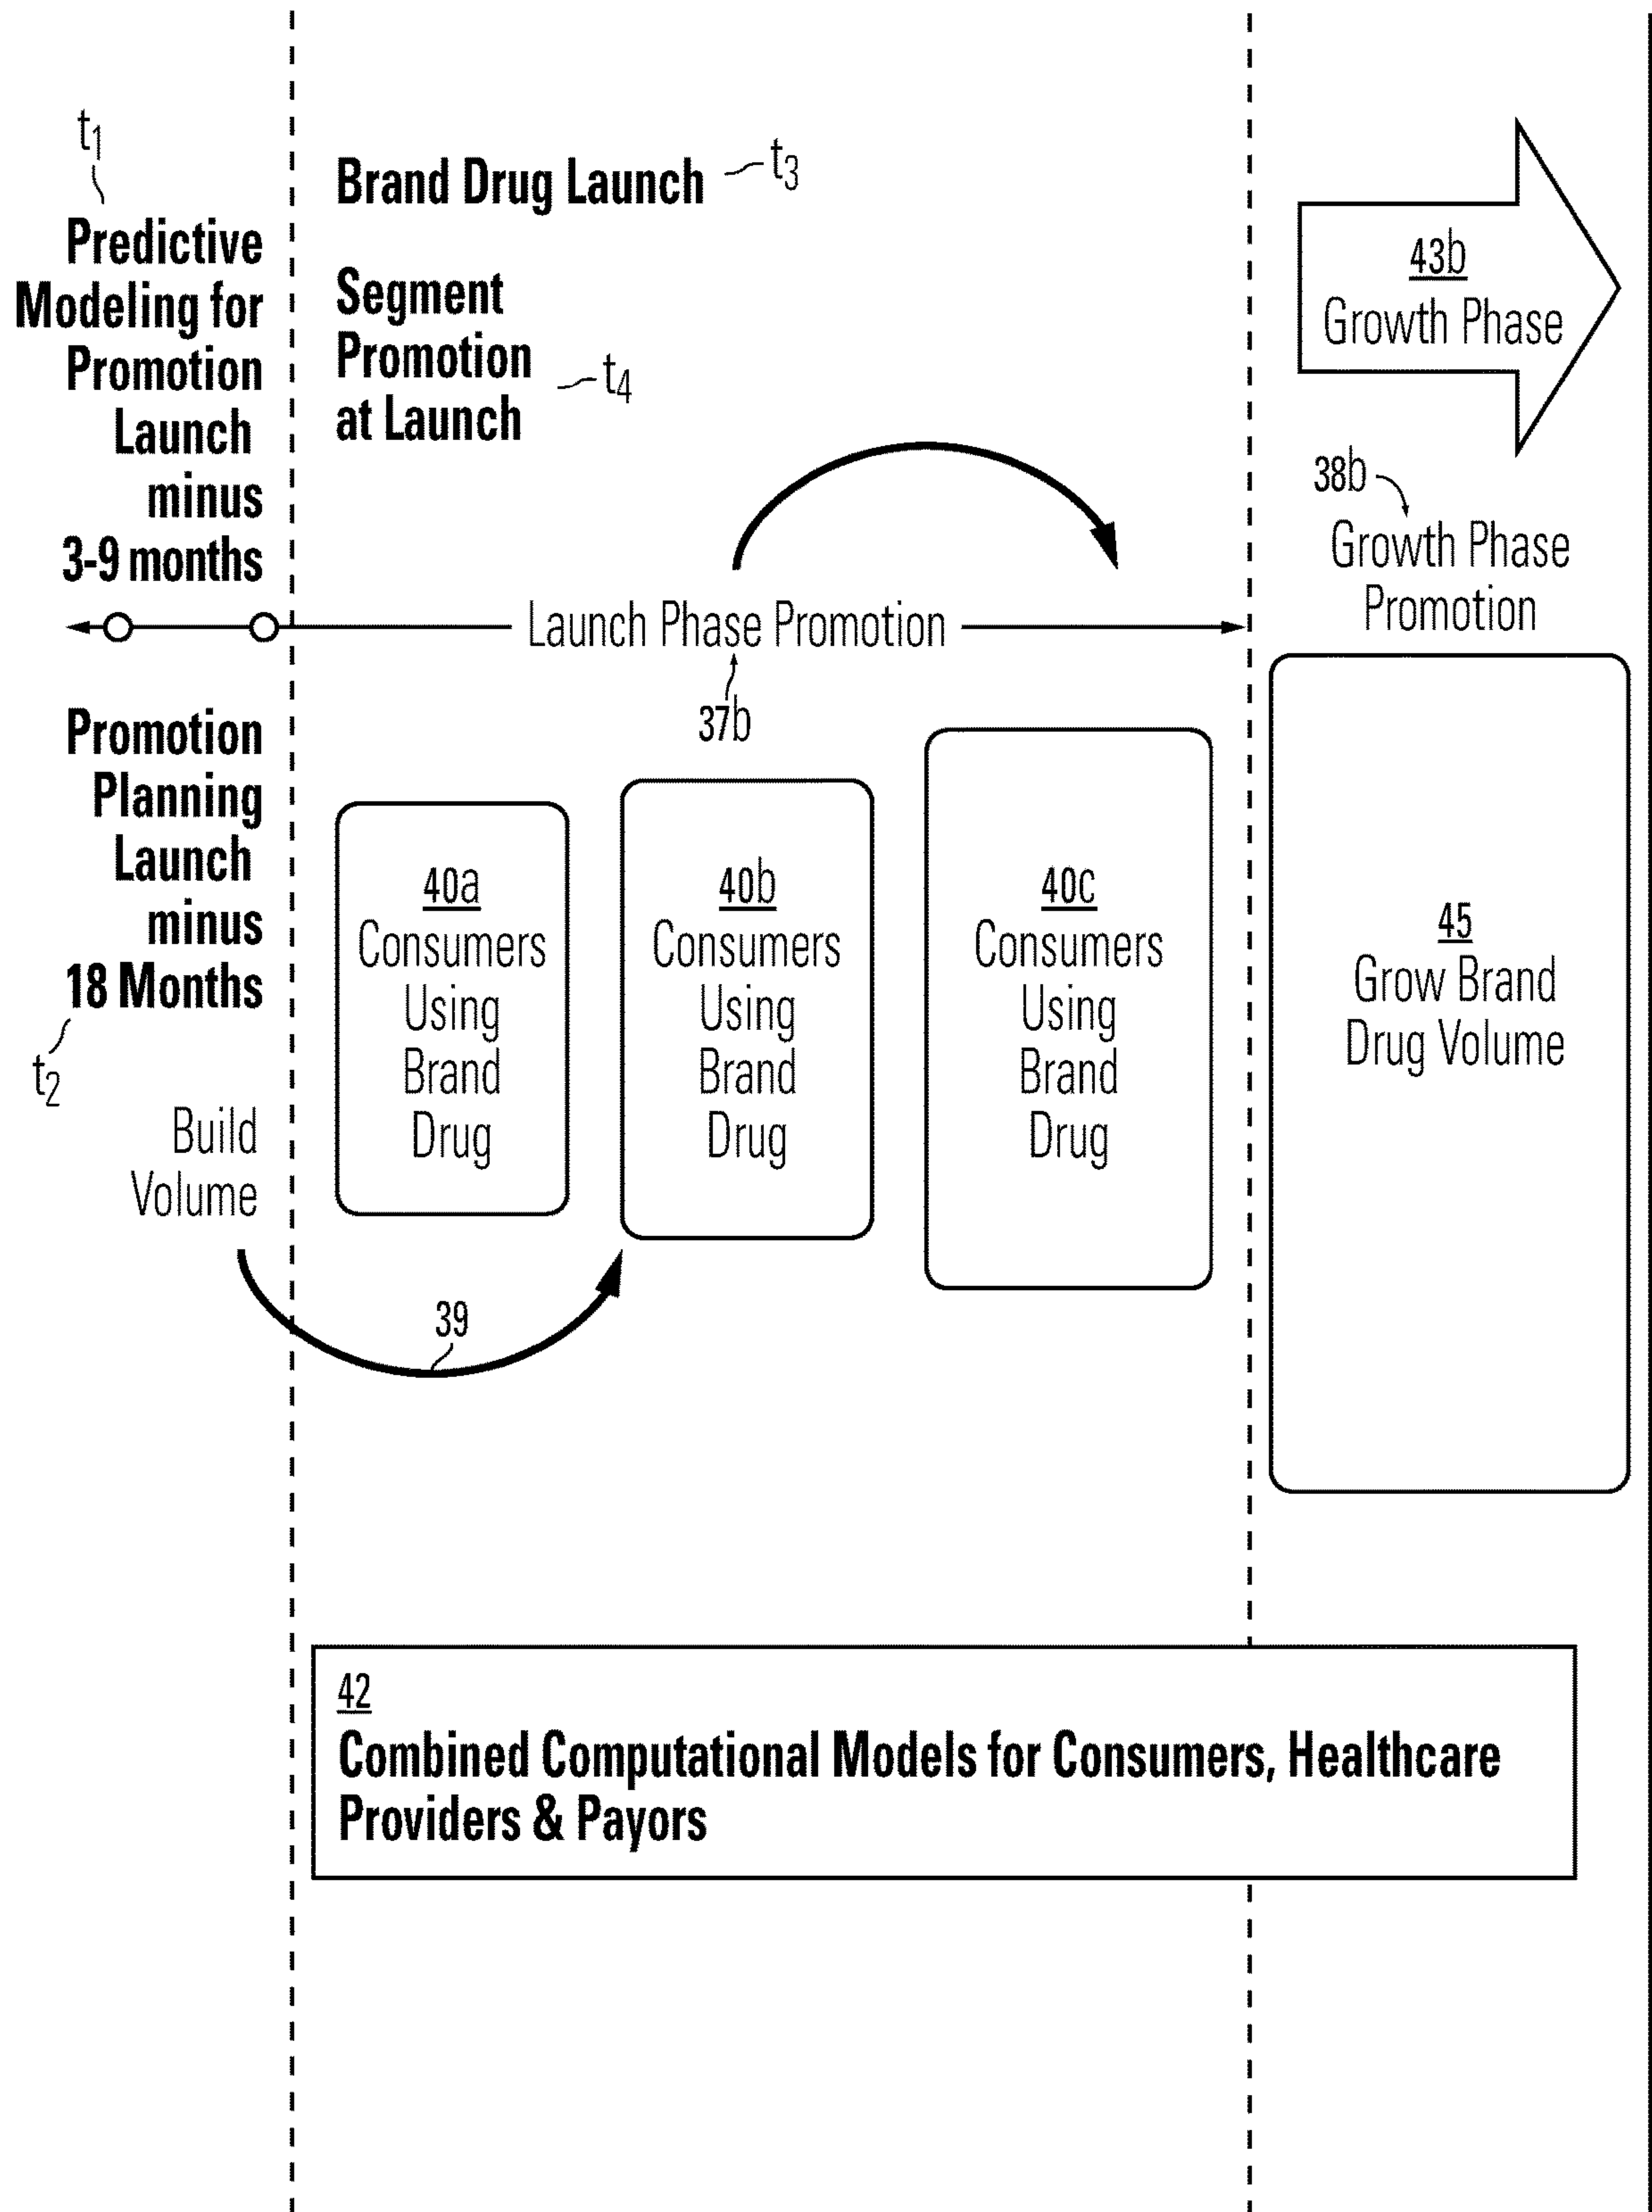 t1
Predictive
Modeling for
Promotion
Launch
minus
3-9 months
Promotion
Planning
Launch
minus
18 Months
t2
Build
Volume
39
Brand Drug Launch
t3
Segment
Promotion
at Launch
t4
Launch Phase Promotion
37b
40a
Consumers
Using
Brand
Drug
40b
Consumers
Using
Brand
Drug
40c
Consumers
Using
Brand
Drug
43b
Growth Phase
38b
Growth Phase
Promotion
45
Grow Brand
Drug Volume
42
Combined Computational Models for Consumers, Healthcare
Providers & Payors